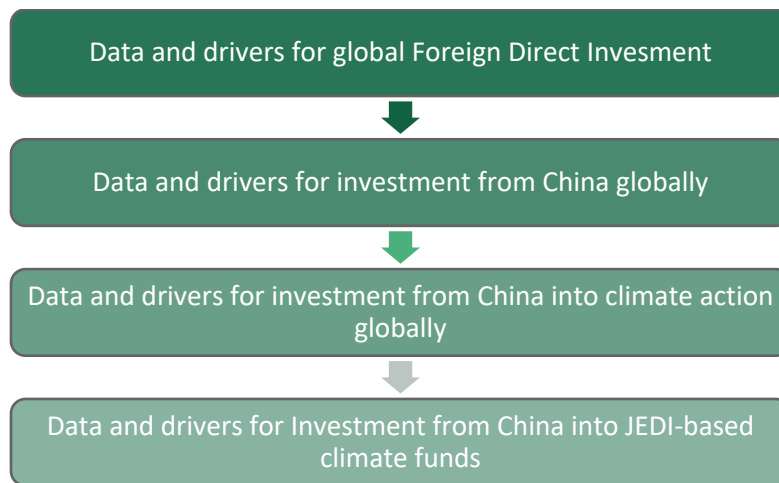 Data and drivers for global Foreign Direct Invesment
Data and drivers for investment from China globally
Data and drivers for investment from China into climate action
globally
Data and drivers for Investment from China into JEDI-based
climate funds